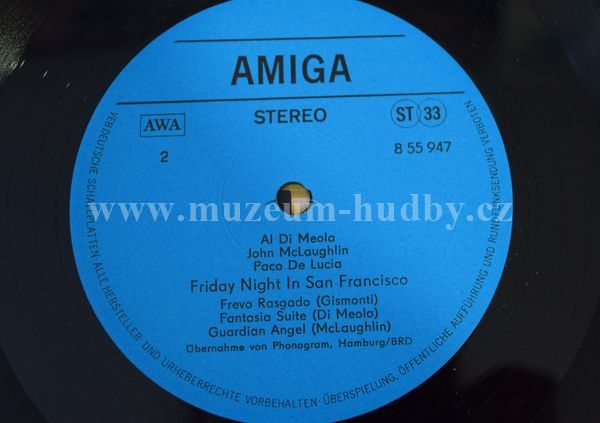 AMIGA
STEREO
AWA
ST 33
2
8 55 947
www.muzeum-hudby.cz
Al Di Meola
John McLaughlin
Paco De Lucia
Friday Night In San Francisco
Frevo Rasgado (Gismonti)
Fantasia Suite (Di Meola)
Guardian Angel (McLaughlin)
Übernahme von Phonogram, Hamburg/BRD
VEB DEUTSCHE SCHALLPLATTEN · ALLE HERSTELLER- UND URHEBERRECHTE VORBEHALTEN · ÜBERSPIELUNG, ÖFFENTLICHE AUFFÜHRUNG UND RUNDFUNKSENDUNG VERBOTEN